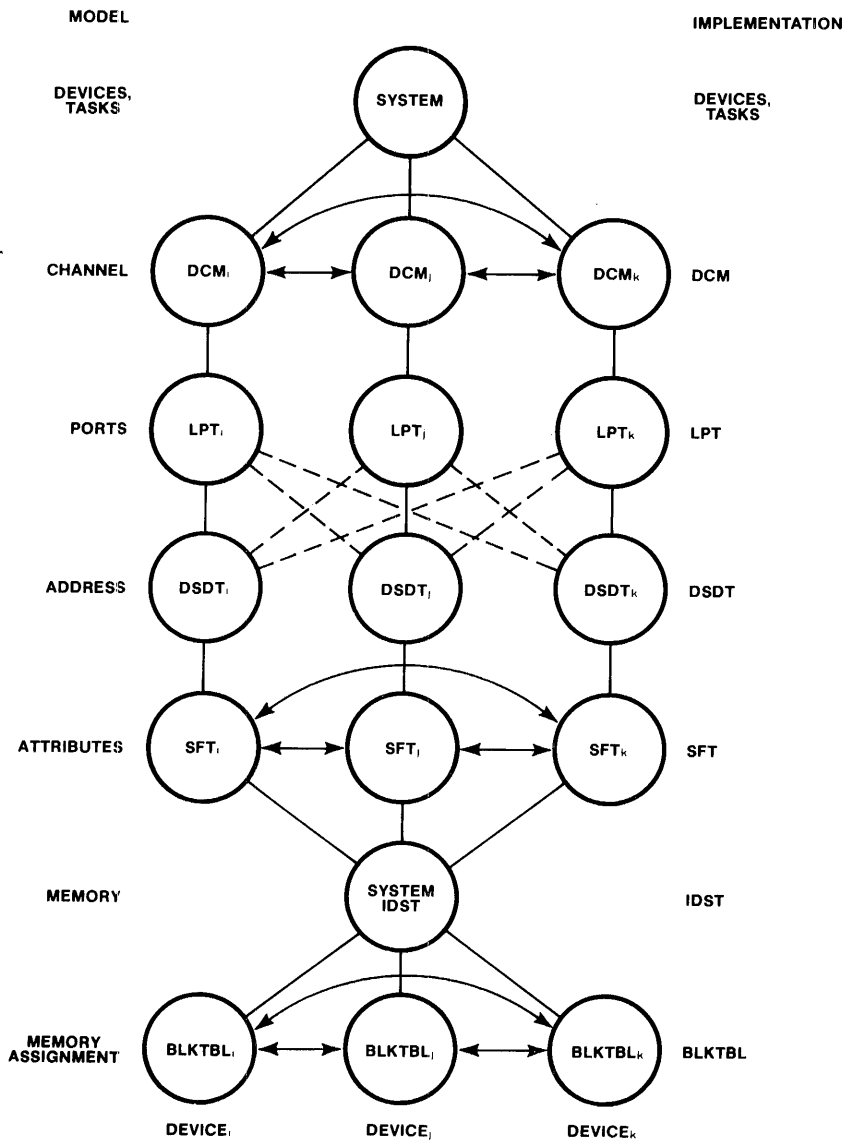 MODEL
IMPLEMENTATION
DEVICES,
TASKS
SYSTEM
DEVICES,
TASKS
CHANNEL
DCMi
DCMj
DCMk
DCM
PORTS
LPTi
LPTj
LPTk
LPT
ADDRESS
DSDTi
DSDTj
DSDTk
DSDT
ATTRIBUTES
SFTi
SFTj
SFTk
SFT
MEMORY
SYSTEM
IDST
IDST
MEMORY
ASSIGNMENT
BLKTBLi
BLKTBLj
BLKTBLk
BLKTBL
DEVICEi
DEVICEj
DEVICEk